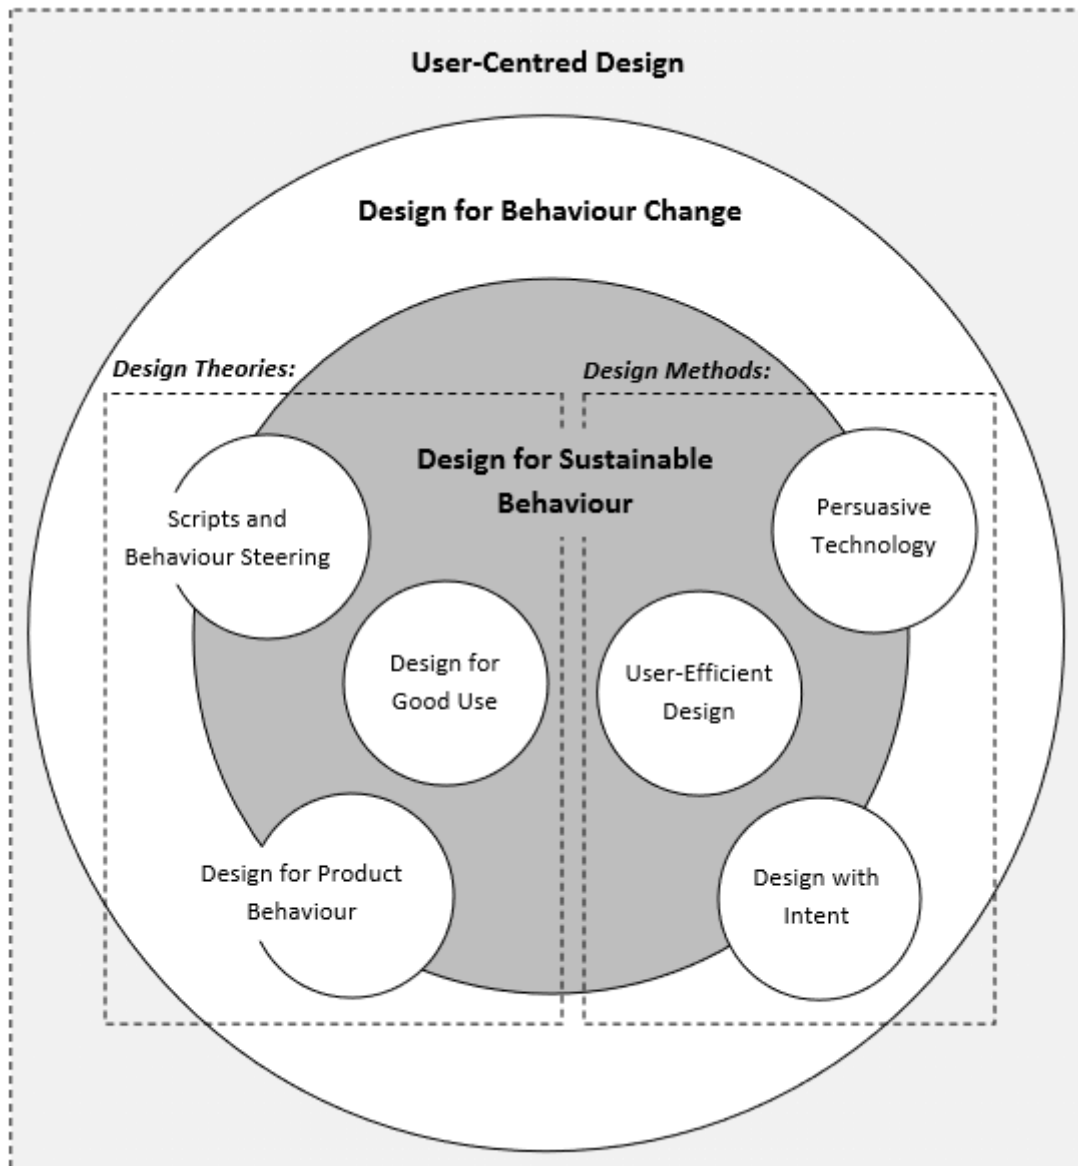 User-Centred Design
Design for Behaviour Change
Design Theories:
Design Methods:
Design for Sustainable
Behaviour
Scripts and
Behaviour Steering
Persuasive
Technology
Design for
Good Use
User-Efficient
Design
Design for Product
Behaviour
Design with
Intent